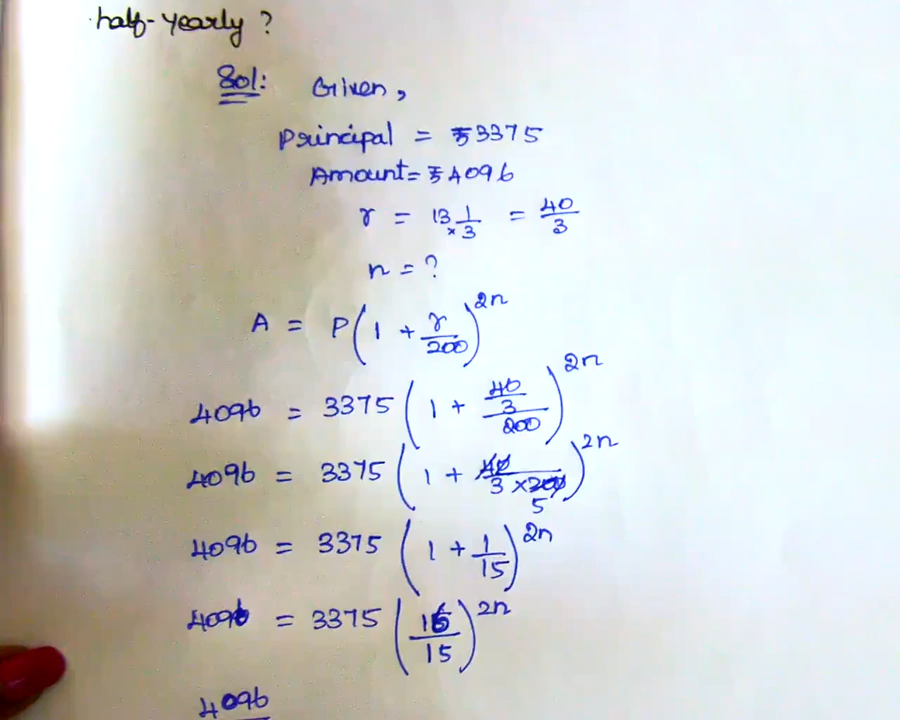 half-yearly ?
Sol: Given,
Principal = ₹3375
Amount = ₹4096
r = 13 1/3 = 40/3
n = ?
A = P(1 + r/200)^2n
4096 = 3375 (1 + 40/3/200)^2n
4096 = 3375 (1 + 40/3×200 5)^2n
4096 = 3375 (1 + 1/15)^2n
4096 = 3375 (16/15)^2n
4096